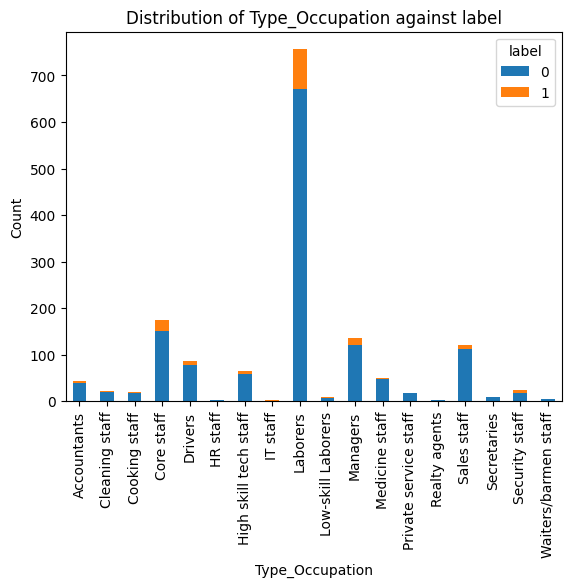 Distribution of Type_Occupation against label
label
0
1
Count
700
600
500
400
300
200
100
0
Accountants
Cleaning staff
Cooking staff
Core staff
Drivers
HR staff
High skill tech staff
IT staff
Laborers
Low-skill Laborers
Managers
Medicine staff
Private service staff
Realty agents
Sales staff
Secretaries
Security staff
Waiters/barmen staff
Type_Occupation